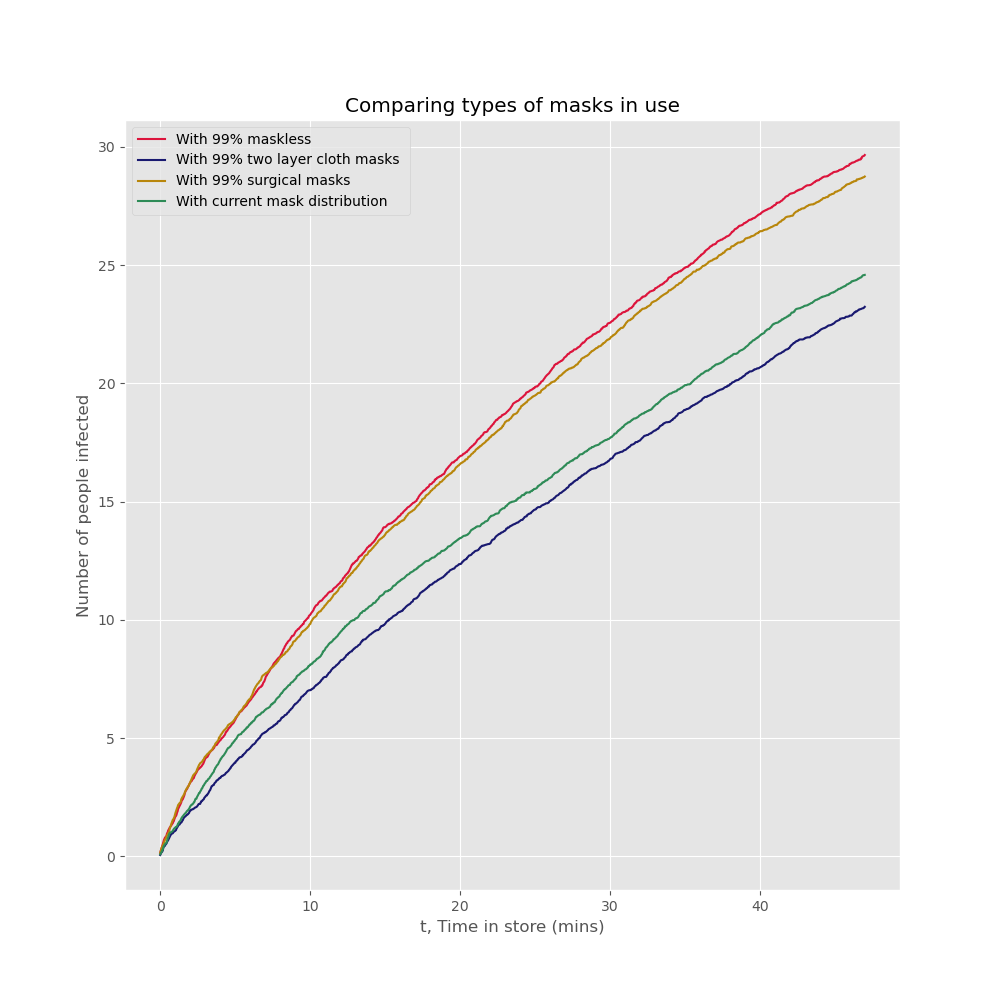 Comparing types of masks in use
With 99% maskless
With 99% two layer cloth masks
With 99% surgical masks
With current mask distribution
30
25
20
15
10
5
0
Number of people infected
0 10 20 30 40
t, Time in store (mins)